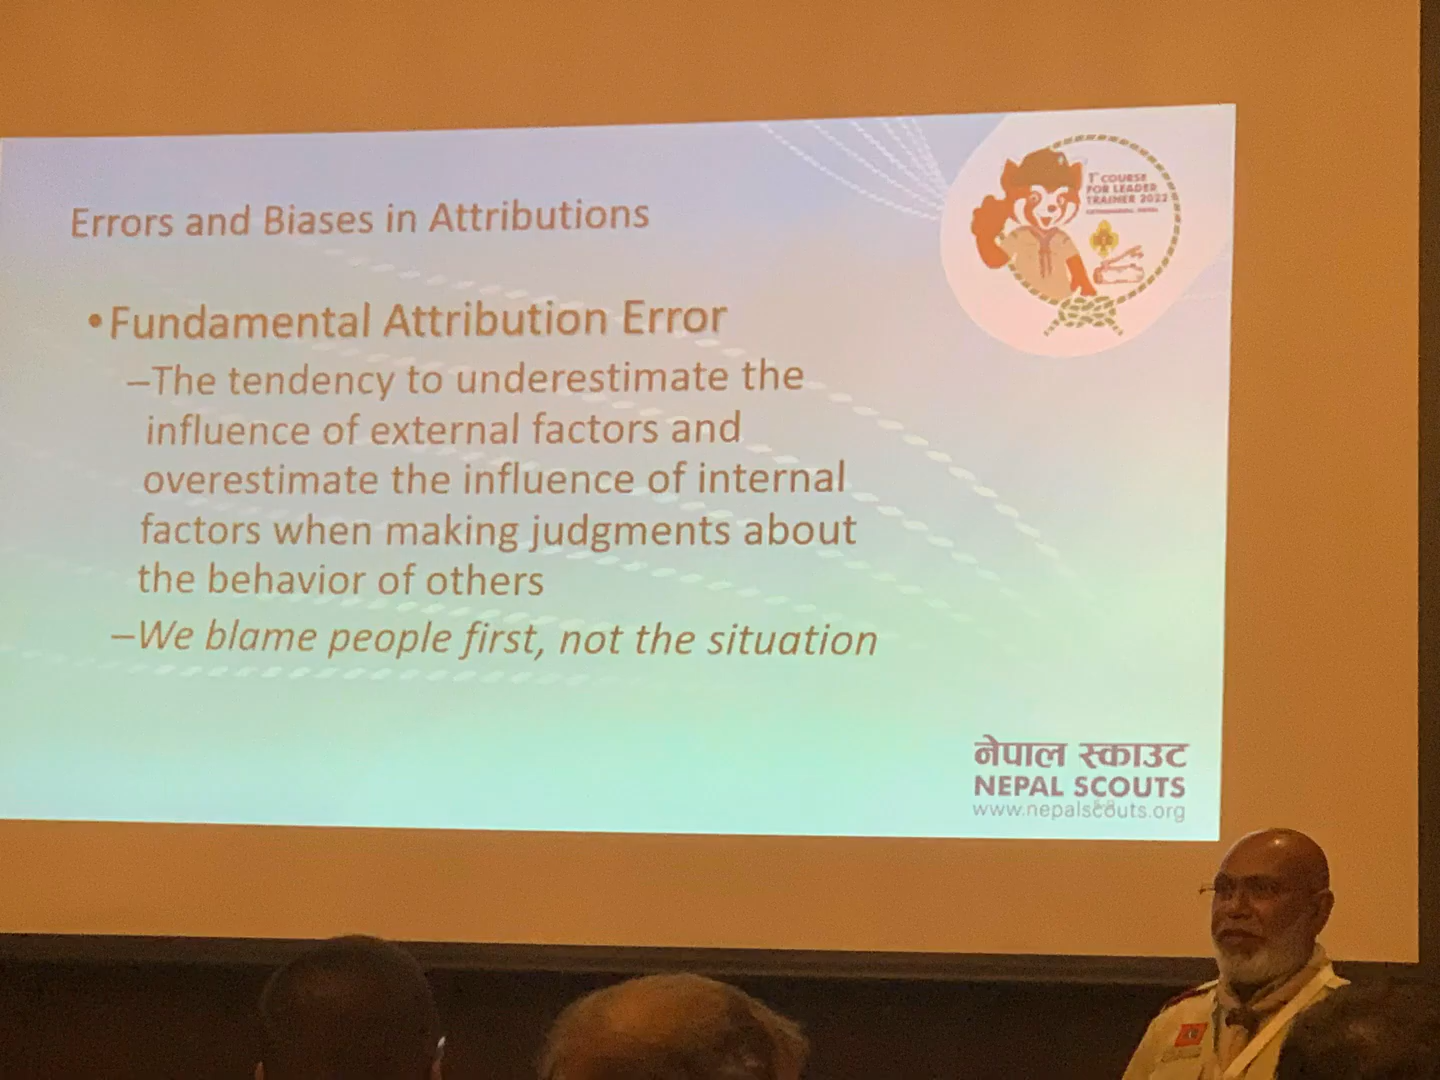 Errors and Biases in Attributions
1st COURSE
FOR LEADER
TRAINER 2022
•Fundamental Attribution Error
–The tendency to underestimate the
influence of external factors and
overestimate the influence of internal
factors when making judgments about
the behavior of others
–We blame people first, not the situation
नेपाल स्काउट
NEPAL SCOUTS
www.nepalscouts.org